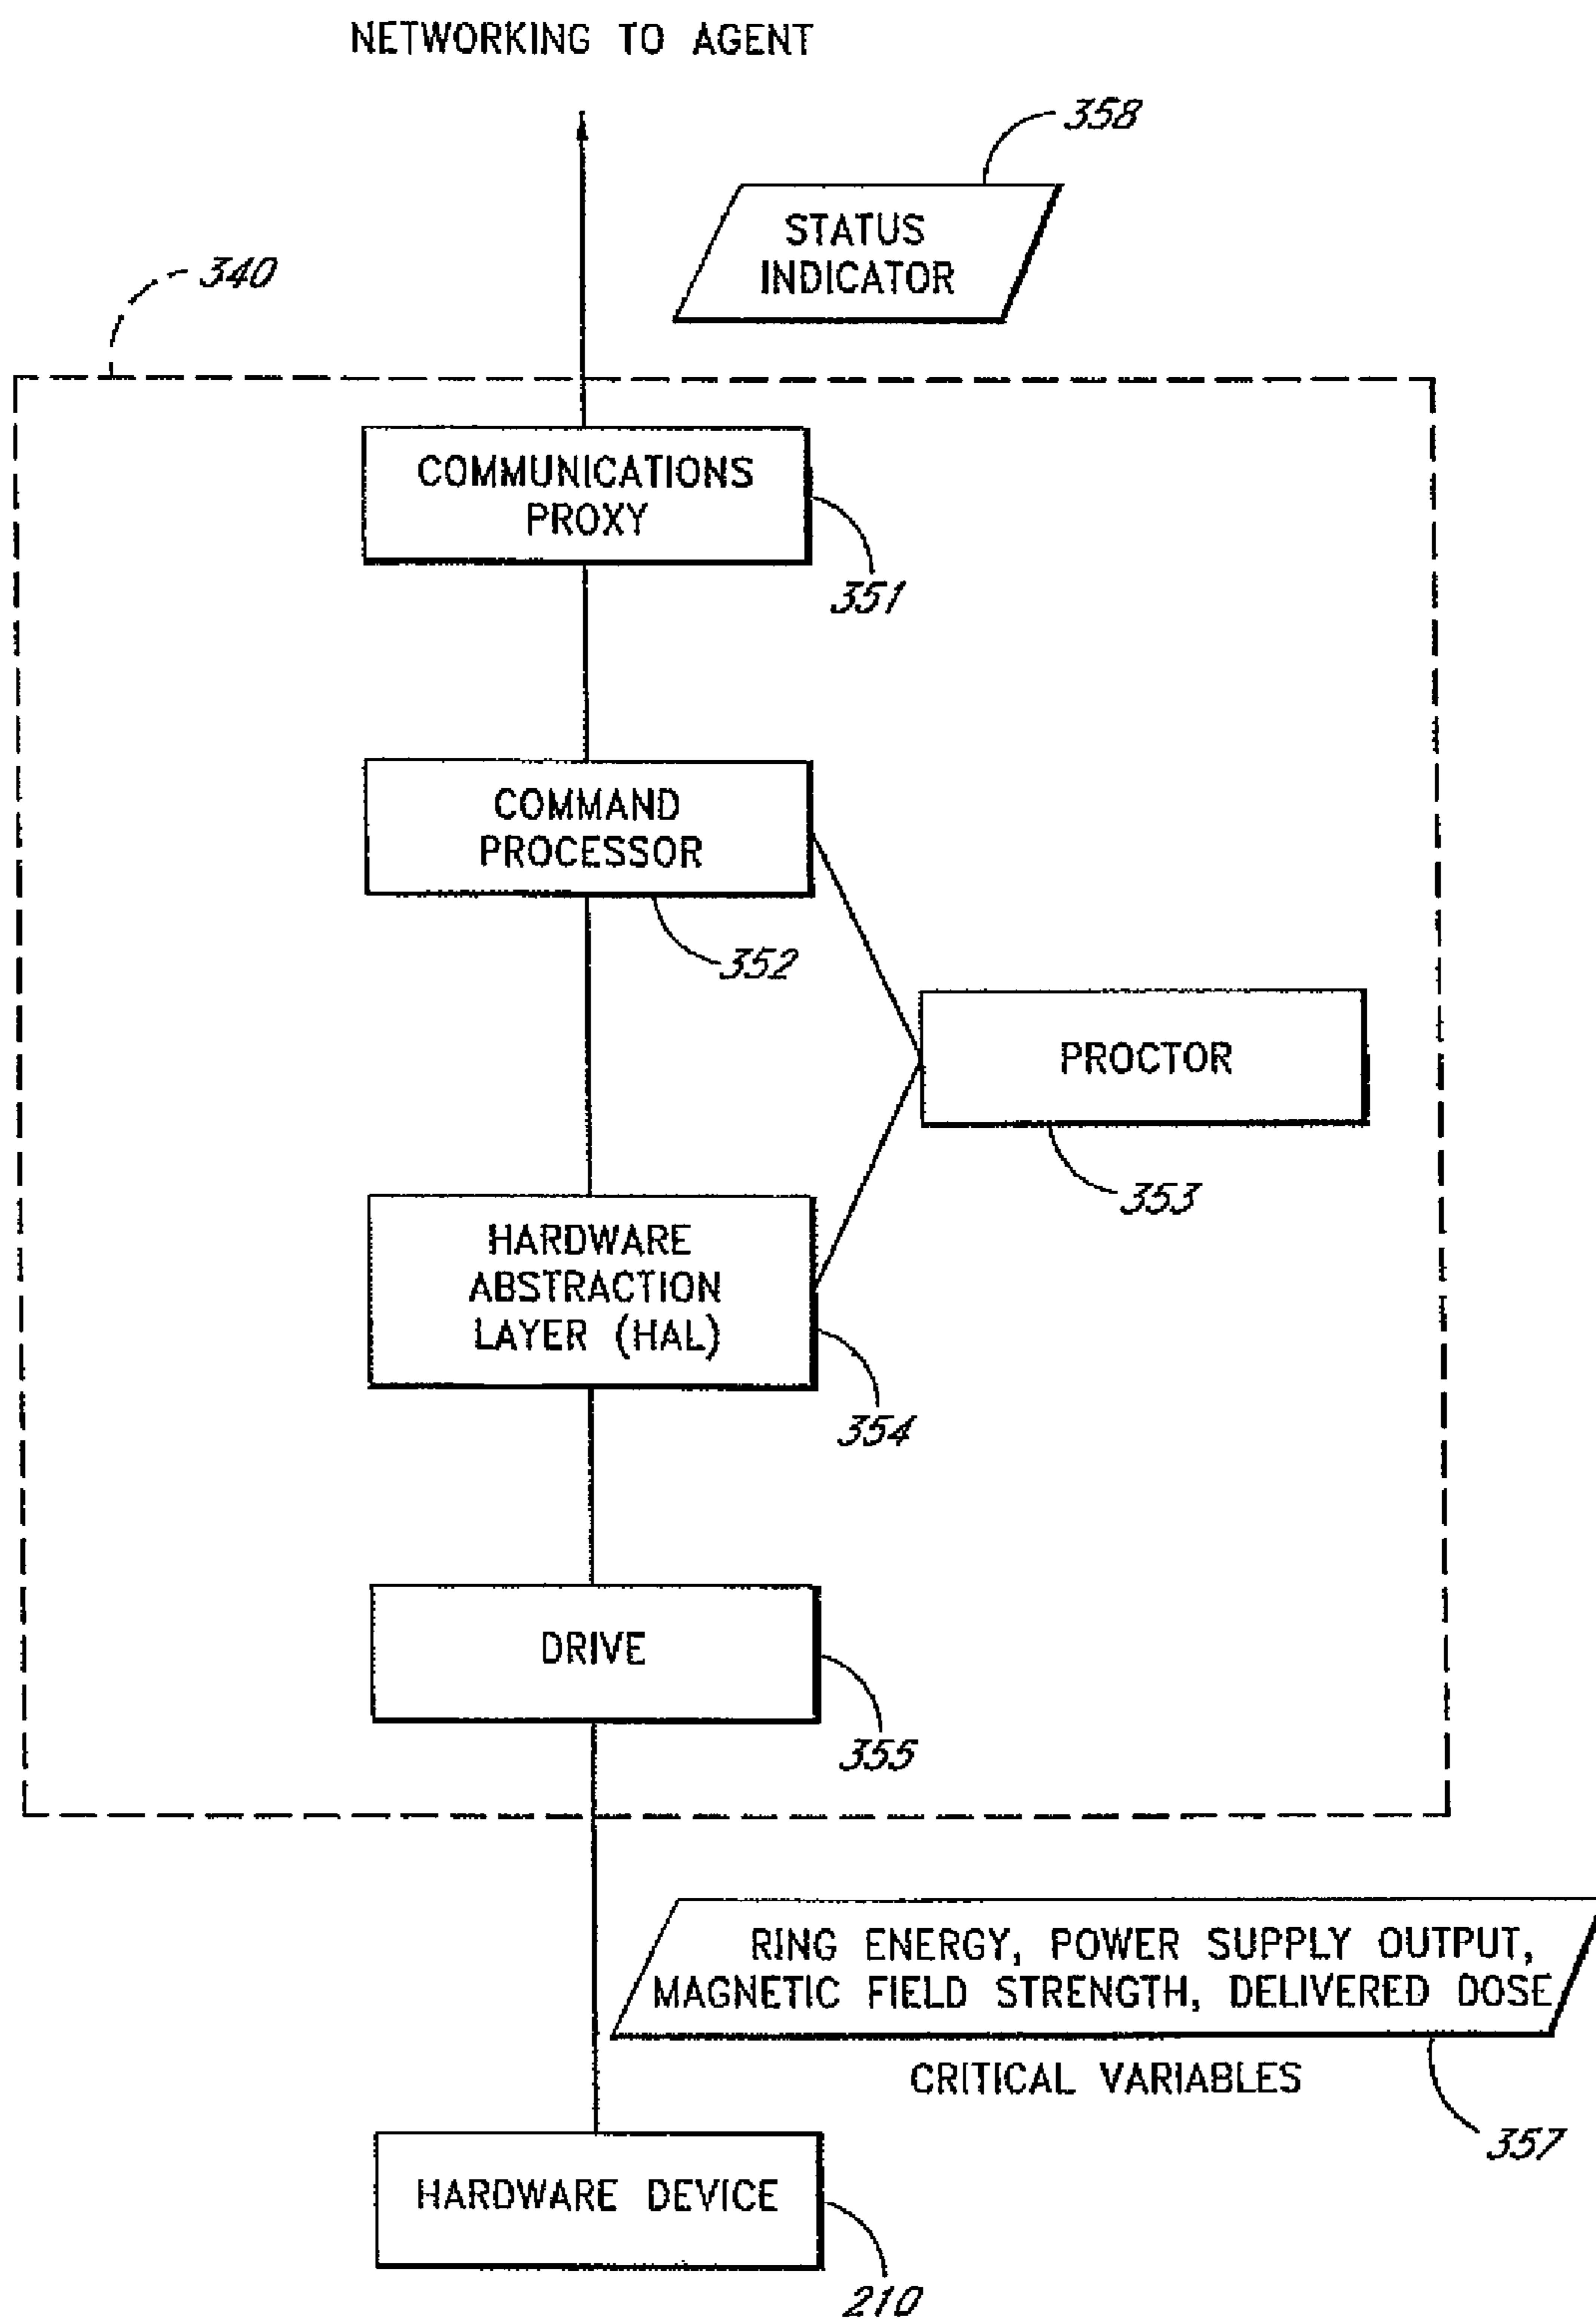 NETWORKING TO AGENT
358
STATUS
INDICATOR
340
COMMUNICATIONS
PROXY
351
COMMAND
PROCESSOR
352
PROCTOR
353
HARDWARE
ABSTRACTION
LAYER (HAL)
354
DRIVE
355
RING ENERGY, POWER SUPPLY OUTPUT,
MAGNETIC FIELD STRENGTH, DELIVERED DOSE
CRITICAL VARIABLES
357
HARDWARE DEVICE
210